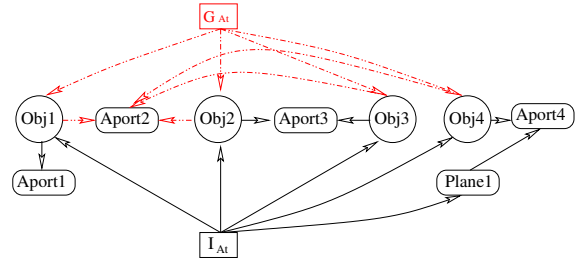 G At
Obj1
Aport2
Obj2
Aport3
Obj3
Obj4
Aport4
Aport1
Plane1
I At